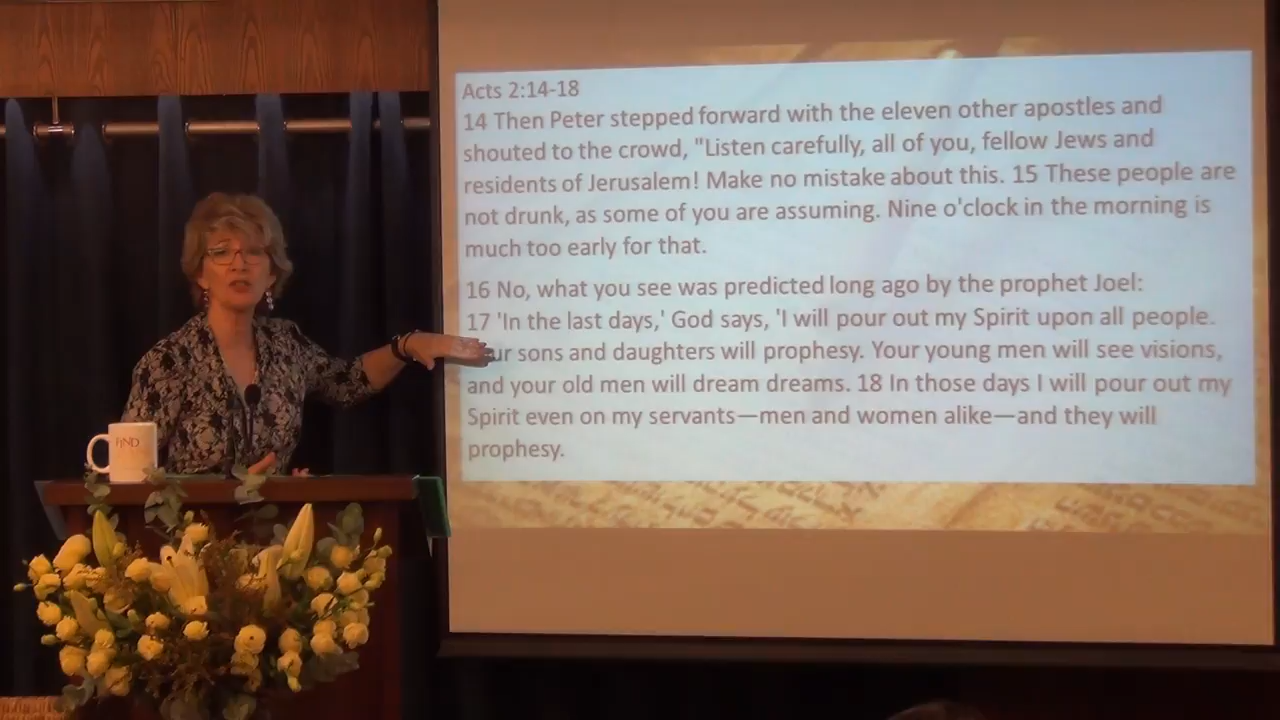 Acts 2:14-18
14 Then Peter stepped forward with the eleven other apostles and
shouted to the crowd, "Listen carefully, all of you, fellow Jews and
residents of Jerusalem! Make no mistake about this. 15 These people are
not drunk, as some of you are assuming. Nine o'clock in the morning is
much too early for that.
16 No, what you see was predicted long ago by the prophet Joel:
17 'In the last days,' God says, 'I will pour out my Spirit upon all people.
sons and daughters will prophesy. Your young men will see visions,
and your old men will dream dreams. 18 In those days I will pour out my
Spirit even on my servants—men and women alike—and they will
prophesy.
FIND